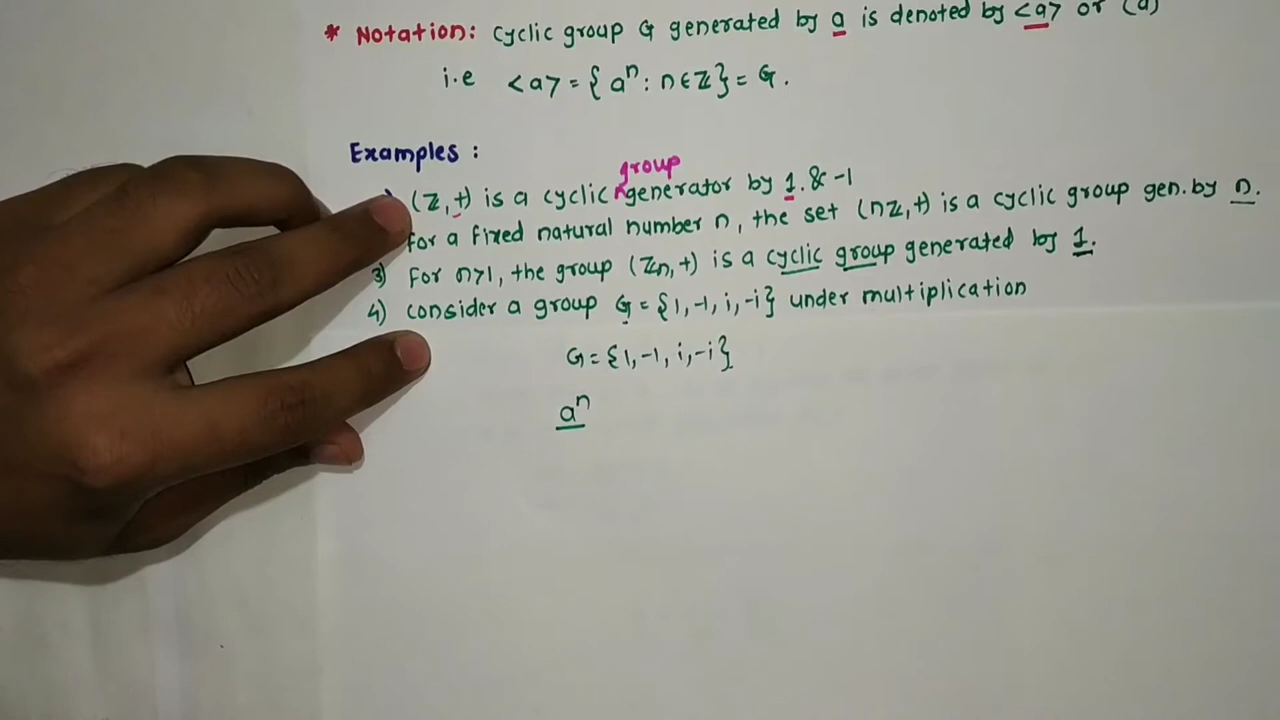 * Notation: cyclic group G generated by a is denoted by <a> or (a)
i.e <a> = { aⁿ : n ∈ ℤ } = G.
Examples :
group
(ℤ, +) is a cyclic ^ generator by 1. & -1
for a fixed natural number n, the set (nℤ, +) is a cyclic group gen. by n.
3) For n>1, the group (ℤn, +) is a cyclic group generated by 1.
4) consider a group G = {1, -1, i, -i} under multiplication
G = {1, -1, i, -i}
aⁿ